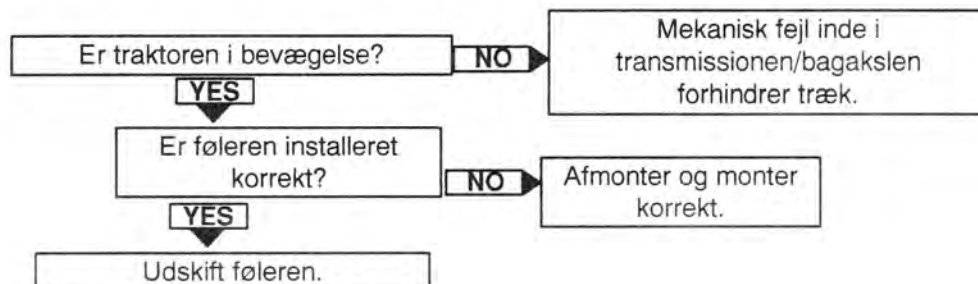 Er traktoren i bevægelse?
NO
Mekanisk fejl inde i
transmissionen/bagakslen
forhindrer træk.
YES
Er føleren installeret
korrekt?
NO
Afmonter og monter
korrekt.
YES
Udskift føleren.